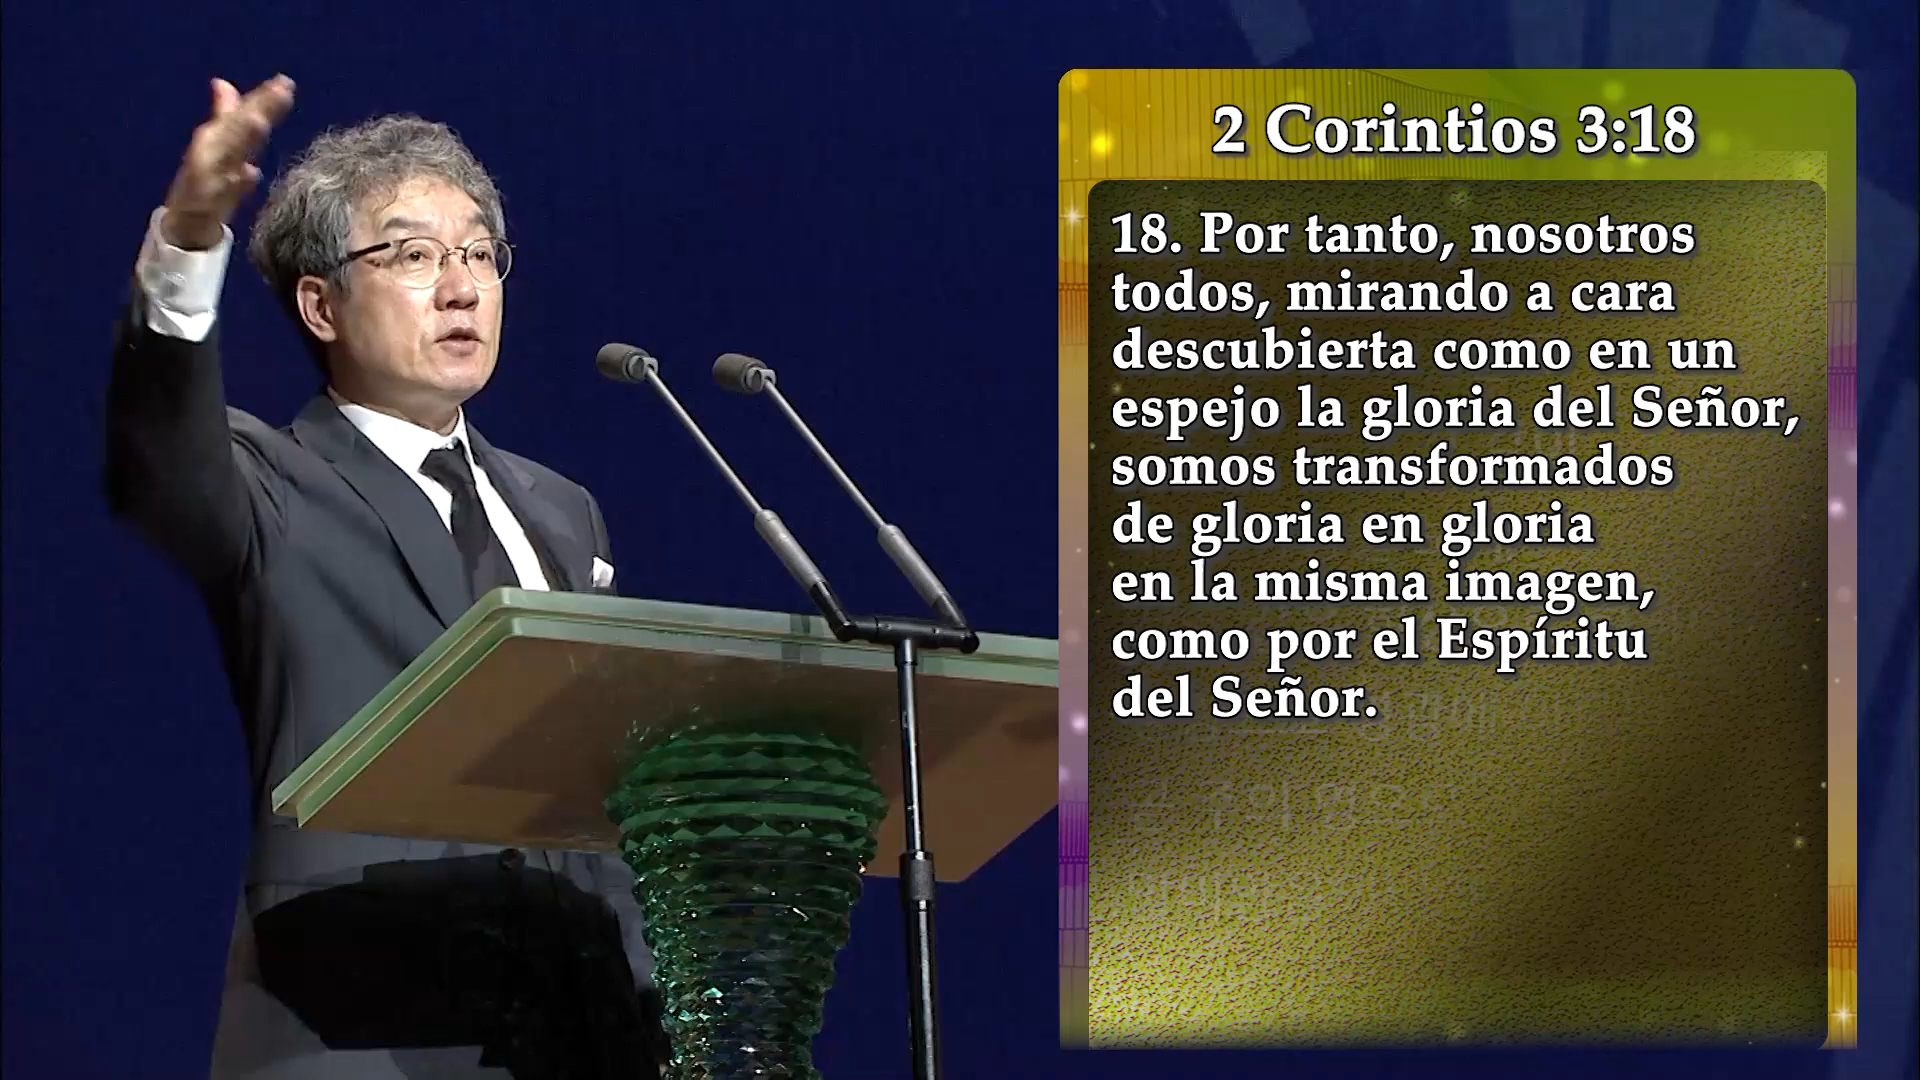 2 Corintios 3:18
18. Por tanto, nosotros
todos, mirando a cara
descubierta como en un
espejo la gloria del Señor,
somos transformados
de gloria en gloria
en la misma imagen,
como por el Espíritu
del Señor.